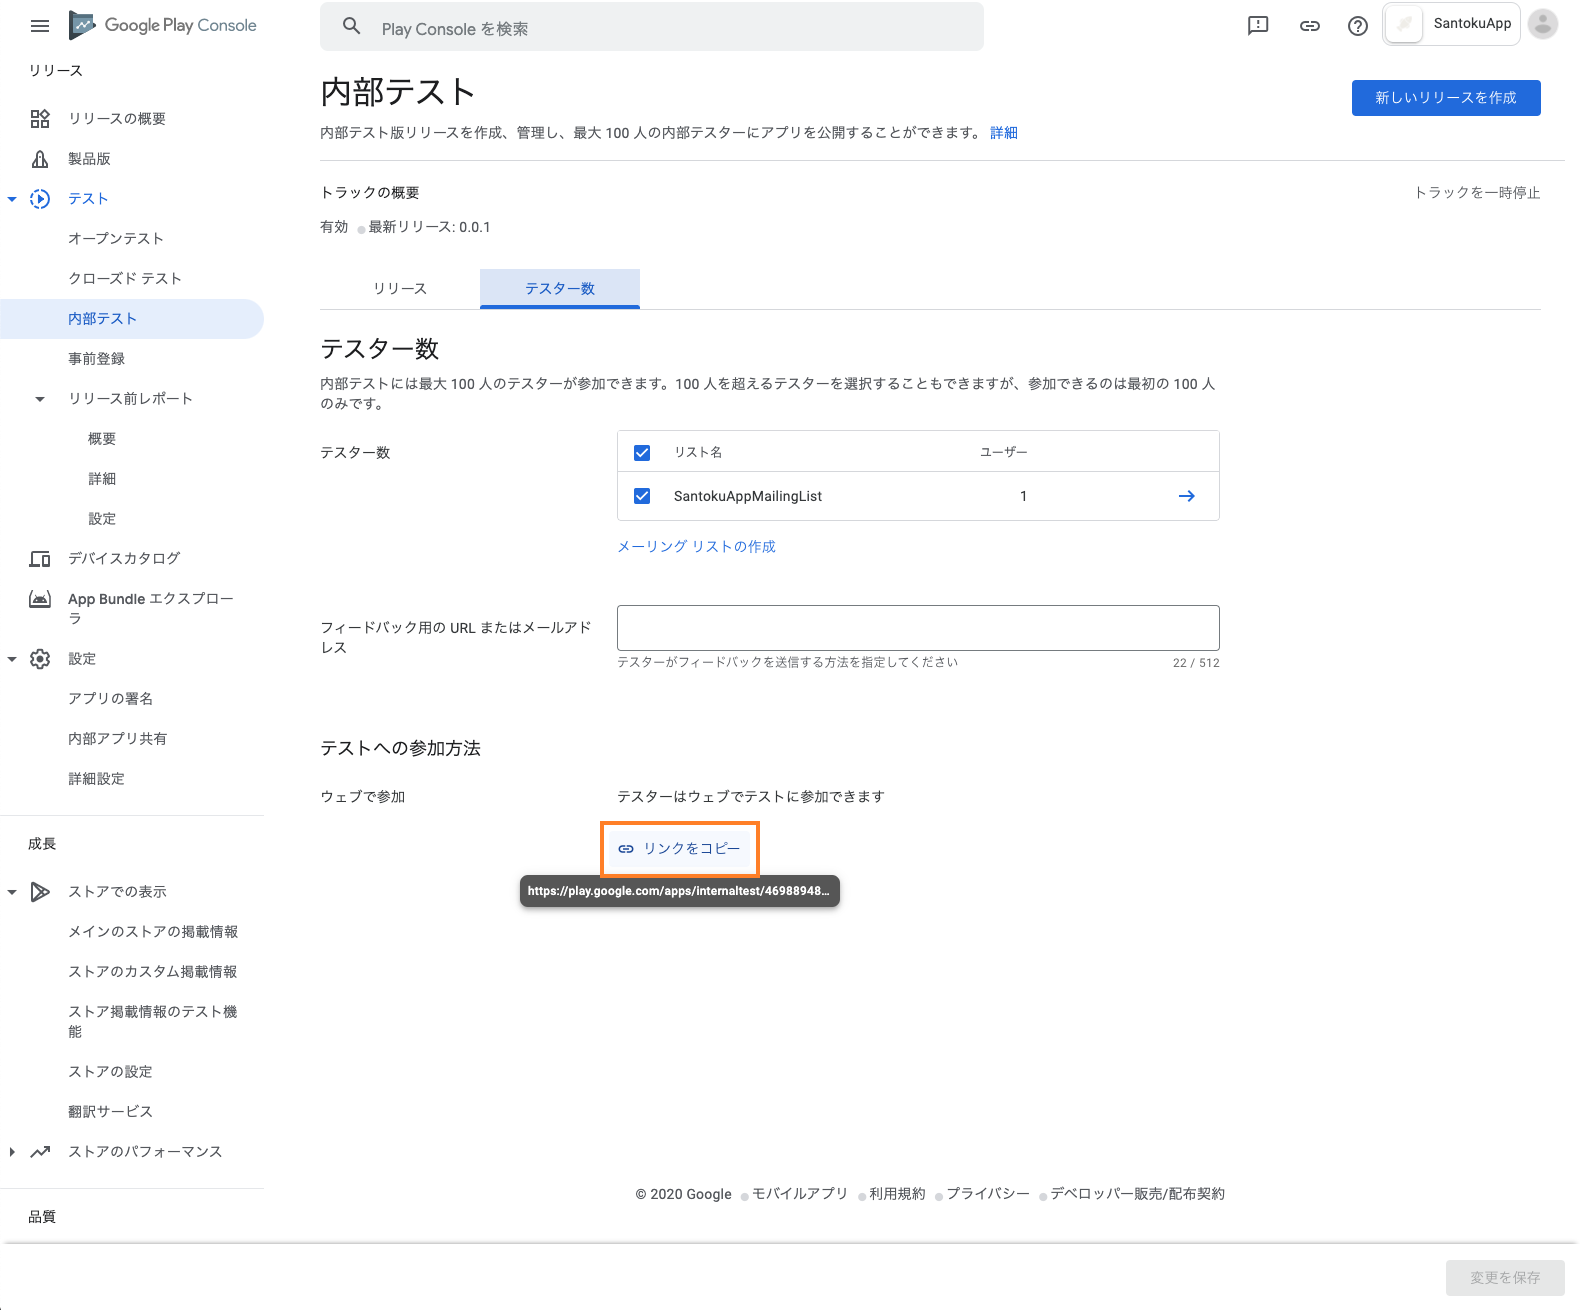 Google Play Console
Play Console を検索
SantokuApp
リリース
リリースの概要
製品版
テスト
オープンテスト
クローズド テスト
内部テスト
事前登録
リリース前レポート
概要
詳細
設定
デバイスカタログ
App Bundle エクスプロー
ラ
設定
アプリの署名
内部アプリ共有
詳細設定
成長
ストアでの表示
メインのストアの掲載情報
ストアのカスタム掲載情報
ストア掲載情報のテスト機
能
ストアの設定
翻訳サービス
ストアのパフォーマンス
品質
内部テスト
新しいリリースを作成
内部テスト版リリースを作成、管理し、最大 100 人の内部テスターにアプリを公開することができます。 詳細
トラックの概要
トラックを一時停止
有効 最新リリース: 0.0.1
リリース
テスター数
テスター数
内部テストには最大 100 人のテスターが参加できます。100 人を超えるテスターを選択することもできますが、参加できるのは最初の 100 人
のみです。
テスター数
リスト名 ユーザー
SantokuAppMailingList 1
メーリング リストの作成
フィードバック用の URL またはメールアド
レス
テスターがフィードバックを送信する方法を指定してください 22 / 512
テストへの参加方法
ウェブで参加 テスターはウェブでテストに参加できます
リンクをコピー
https://play.google.com/apps/internaltest/46988948...
© 2020 Google モバイルアプリ 利用規約 プライバシー デベロッパー販売/配布契約
変更を保存